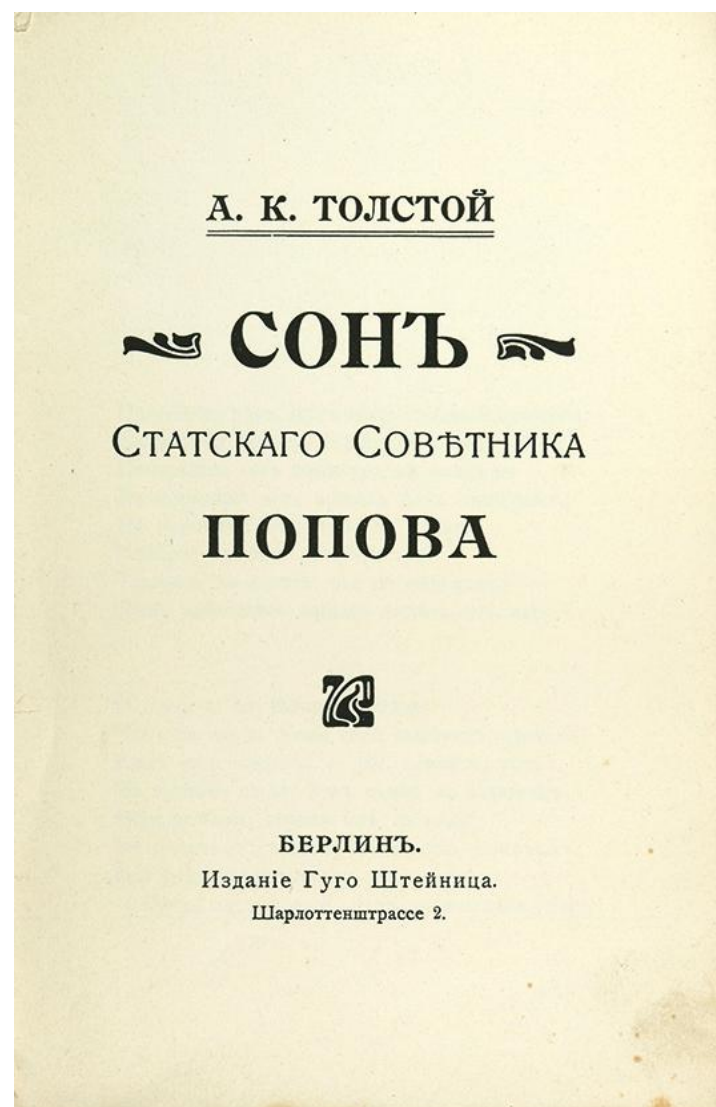 А. К. ТОЛСТОЙ
СОНЪ
СТАТСКАГО СОВѢТНИКА
ПОПОВА
БЕРЛИНЪ.
Изданіе Гуго Штейница.
Шарлоттенштрассе 2.